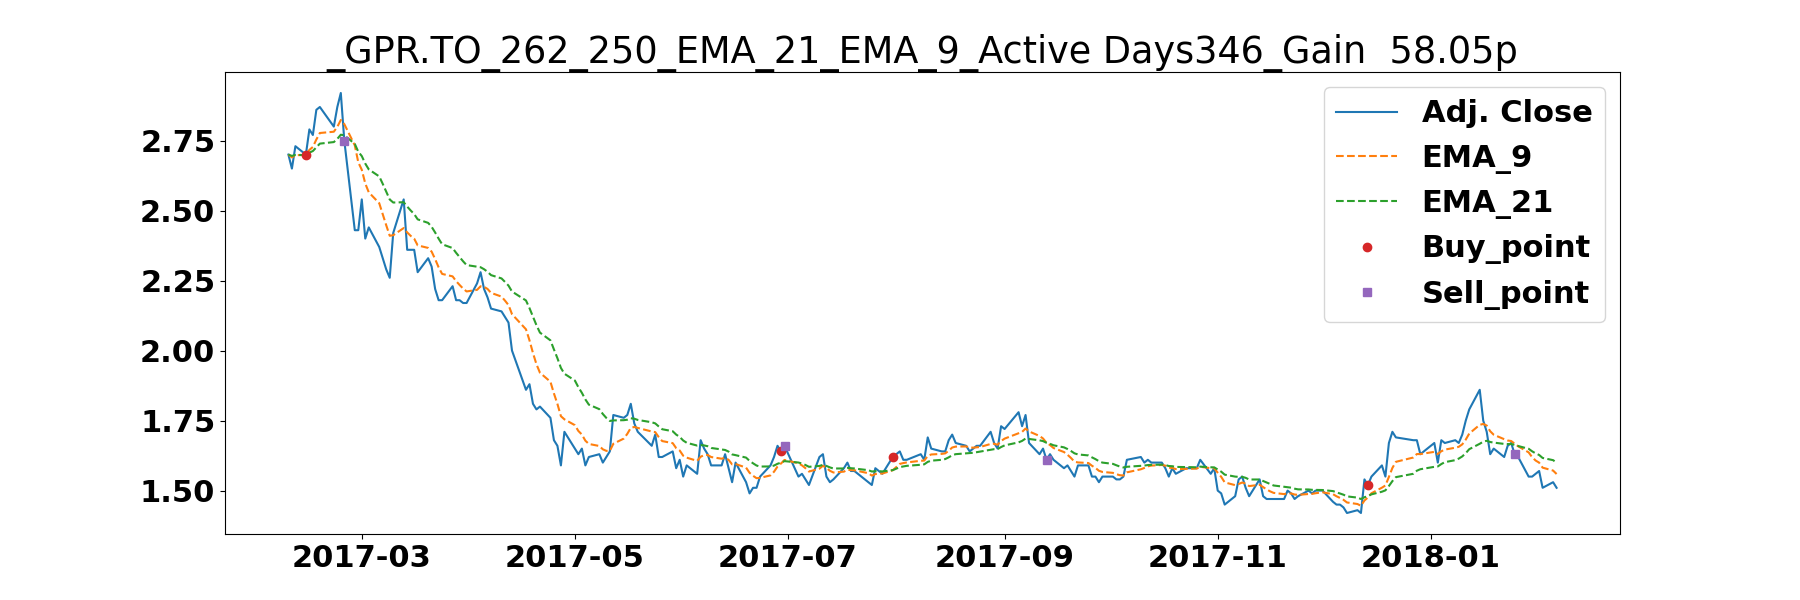 _GPR.TO_262_250_EMA_21_EMA_9_Active Days346_Gain  58.05p
Adj. Close
EMA_9
EMA_21
Buy_point
Sell_point
2.75
2.50
2.25
2.00
1.75
1.50
2017-03
2017-05
2017-07
2017-09
2017-11
2018-01